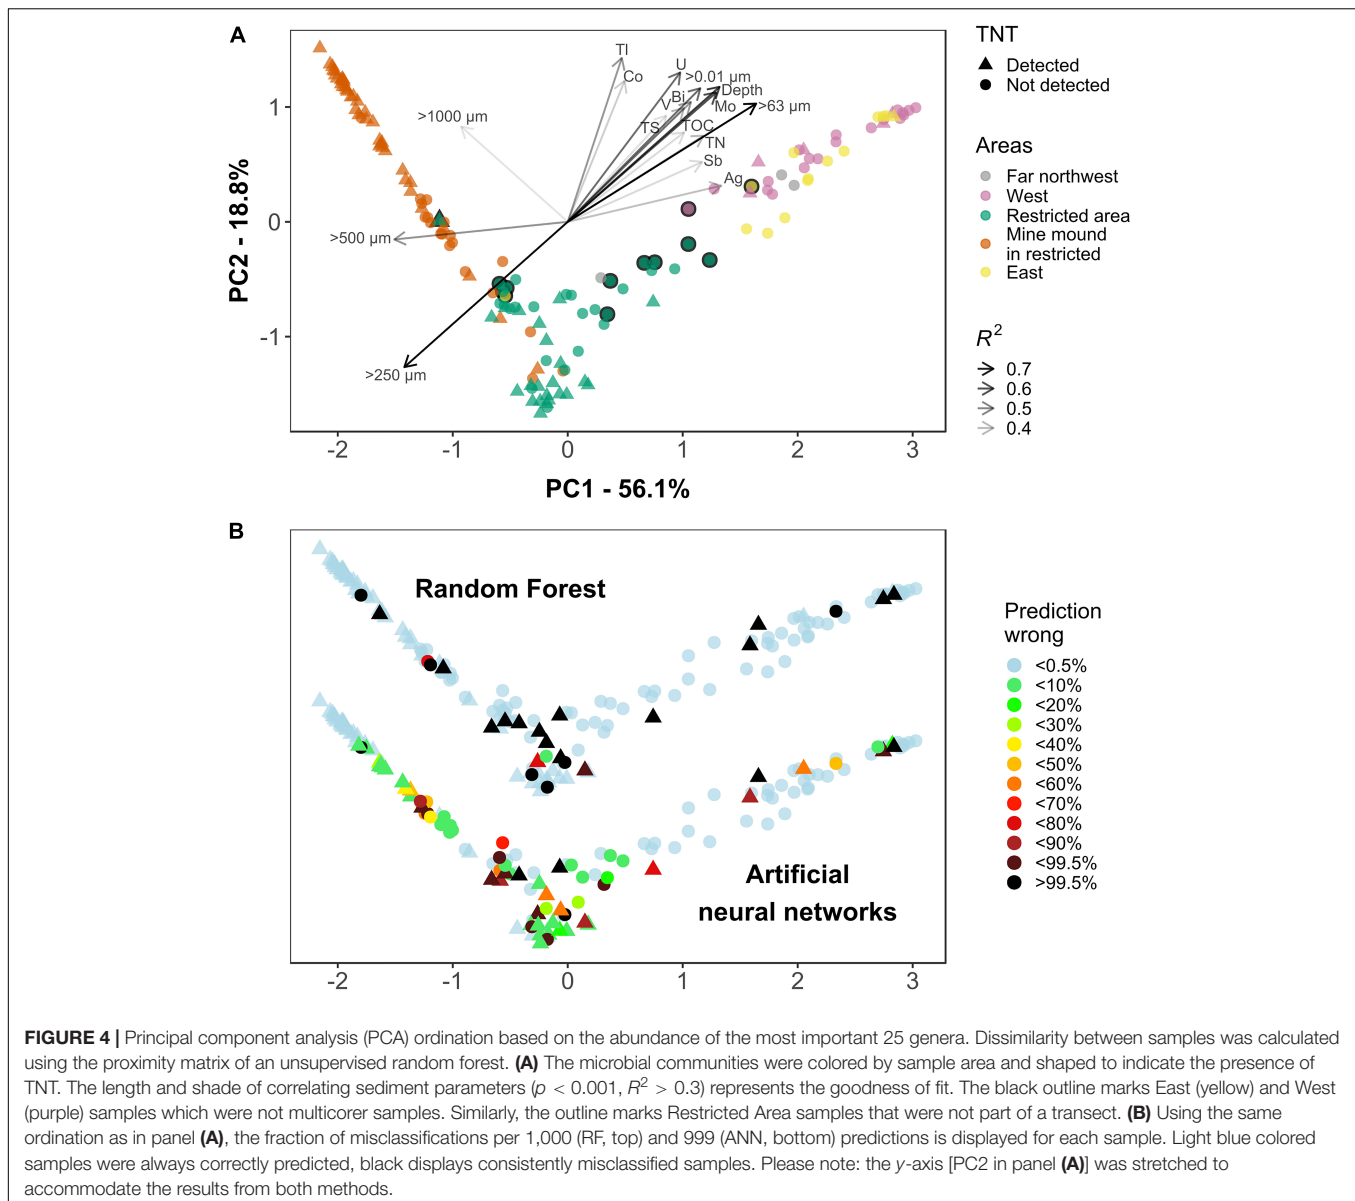 A
TNT
Detected
Not detected
Areas
Far northwest
West
Restricted area
Mine mound
in restricted
East
R²
0.7
0.6
0.5
0.4
PC2 - 18.8%
1
0
-1
Tl
Co
U
>0.01 µm
Bi
Depth
V
Mo
>63 µm
TS
TOC
TN
Sb
Ag
>1000 µm
>500 µm
>250 µm
-2 -1 0 1 2 3
PC1 - 56.1%
B
Random Forest
Artificial
neural networks
Prediction
wrong
<0.5%
<10%
<20%
<30%
<40%
<50%
<60%
<70%
<80%
<90%
<99.5%
>99.5%
-2 -1 0 1 2 3
FIGURE 4 | Principal component analysis (PCA) ordination based on the abundance of the most important 25 genera. Dissimilarity between samples was calculated
using the proximity matrix of an unsupervised random forest. (A) The microbial communities were colored by sample area and shaped to indicate the presence of
TNT. The length and shade of correlating sediment parameters (p < 0.001, R² > 0.3) represents the goodness of fit. The black outline marks East (yellow) and West
(purple) samples which were not multicorer samples. Similarly, the outline marks Restricted Area samples that were not part of a transect. (B) Using the same
ordination as in panel (A), the fraction of misclassifications per 1,000 (RF, top) and 999 (ANN, bottom) predictions is displayed for each sample. Light blue colored
samples were always correctly predicted, black displays consistently misclassified samples. Please note: the y-axis [PC2 in panel (A)] was stretched to
accommodate the results from both methods.